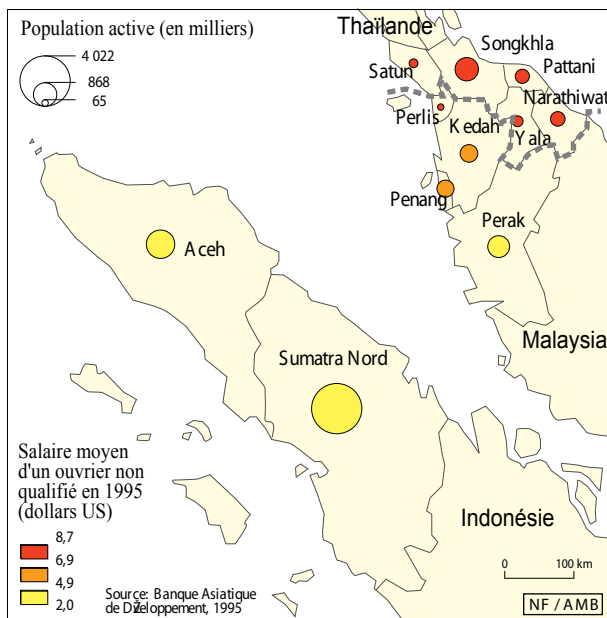 Population active (en milliers)
4 022
868
65
Thaïlande
Songkhla
Satun
Pattani
Perlis
Narathiwat
Kedah
Yala
Penang
Perak
Aceh
Malaysia
Sumatra Nord
Salaire moyen
d'un ouvrier non
qualifié en 1995
(dollars US)
8,7
6,9
4,9
2,0
Indonésie
0 100 km
Source: Banque Asiatique
de Développement, 1995
NF / AMB